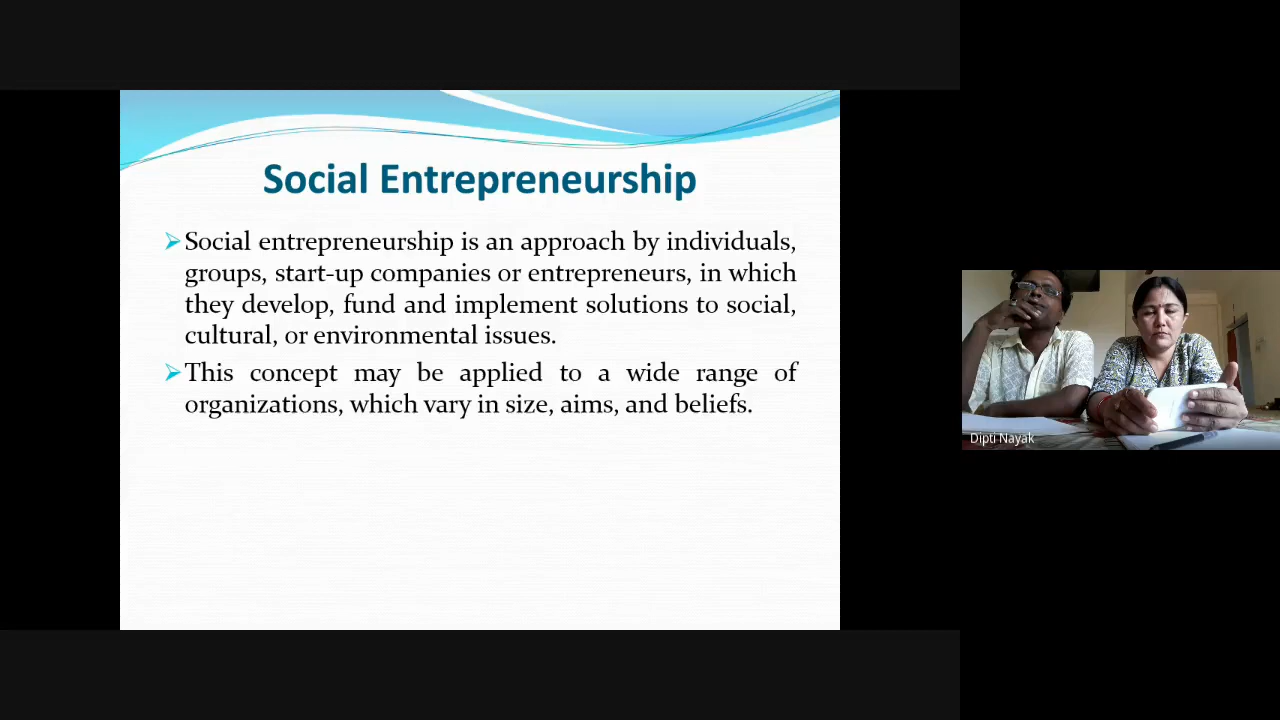 Social Entrepreneurship
Social entrepreneurship is an approach by individuals,
groups, start-up companies or entrepreneurs, in which
they develop, fund and implement solutions to social,
cultural, or environmental issues.
This concept may be applied to a wide range of
organizations, which vary in size, aims, and beliefs.
Dipti Nayak